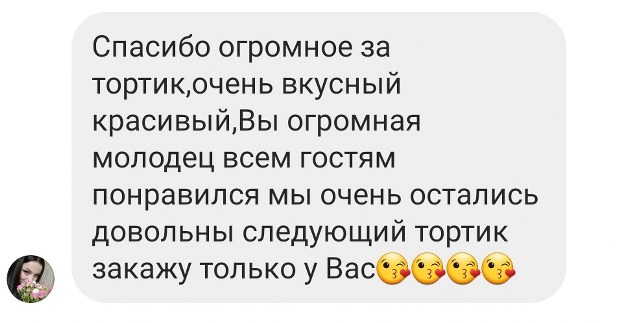 Спасибо огромное за
тортик,очень вкусный
красивый,Вы огромная
молодец всем гостям
понравился мы очень остались
довольны следующий тортик
закажу только у Вас😘😘😘😘